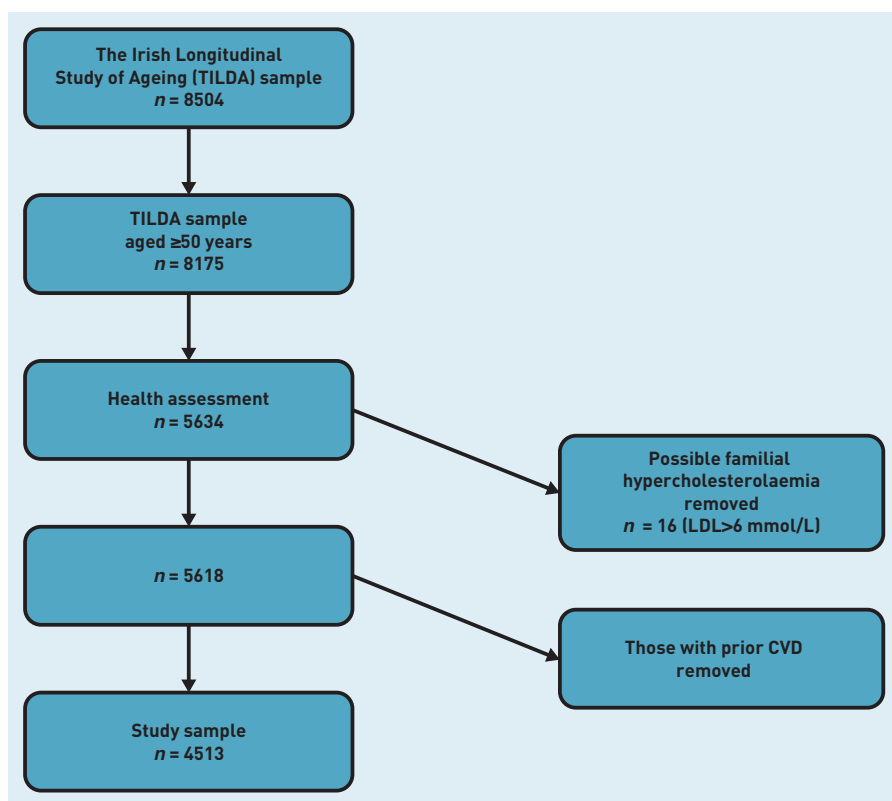 The Irish Longitudinal
Study of Ageing (TILDA) sample
n = 8504
TILDA sample
aged ≥50 years
n = 8175
Health assessment
n = 5634
Possible familial
hypercholesterolaemia
removed
n = 16 (LDL>6 mmol/L)
n = 5618
Those with prior CVD
removed
Study sample
n = 4513